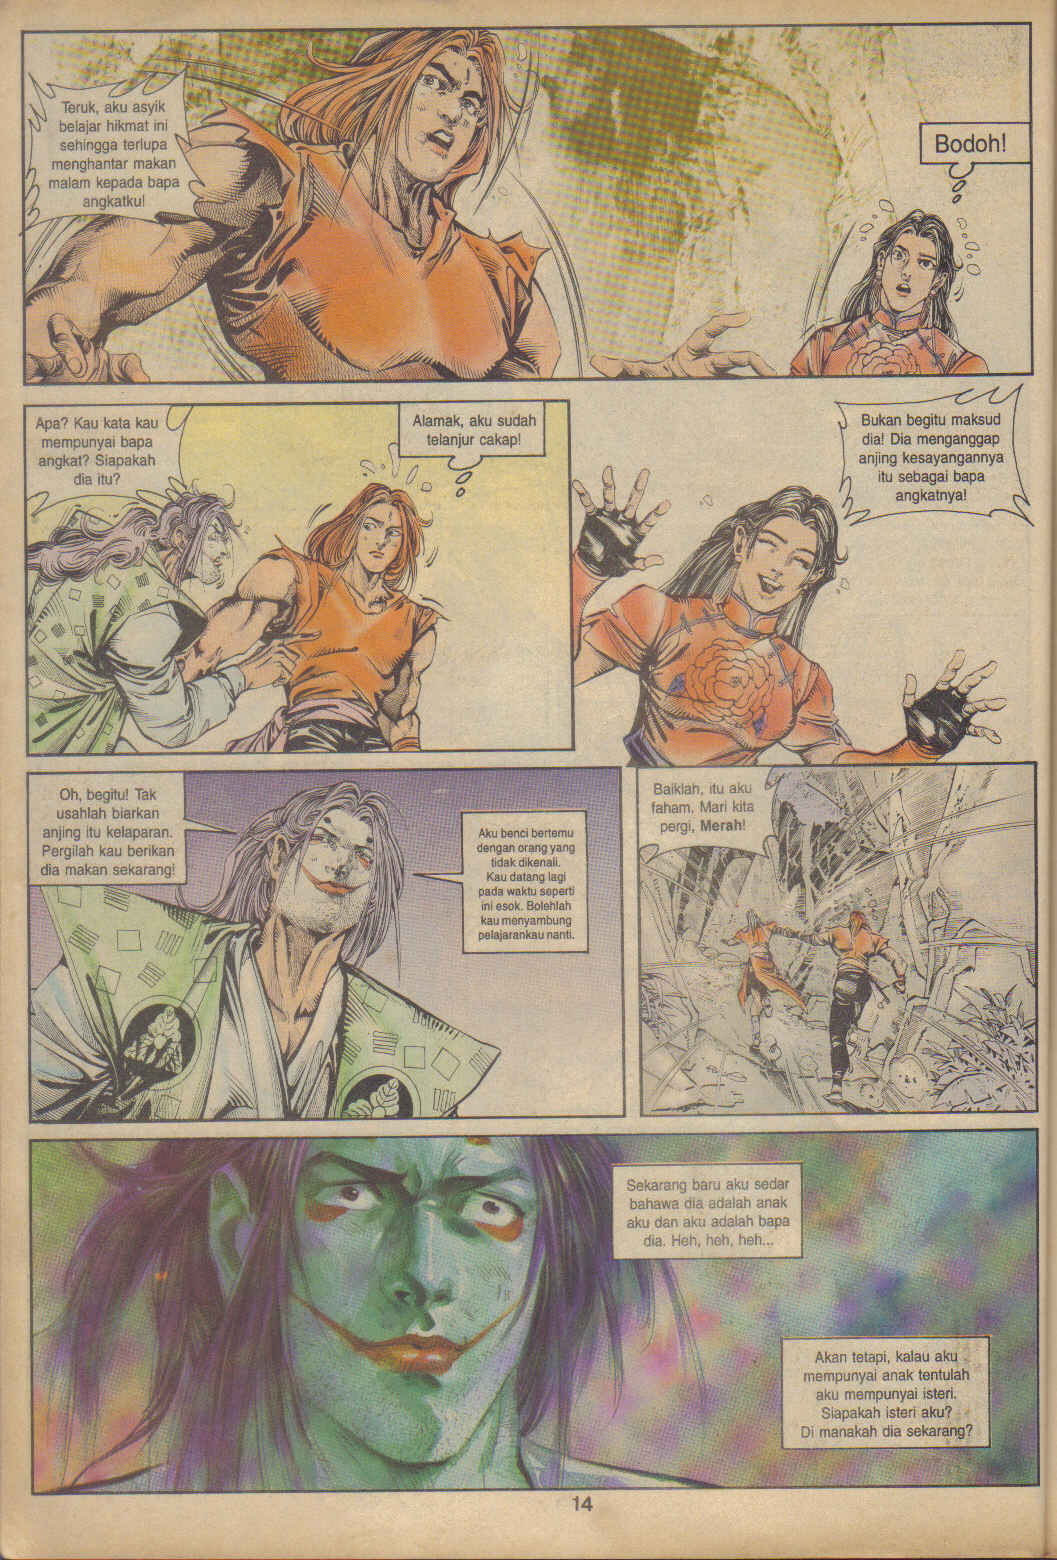 Teruk, aku asyik
belajar hikmat ini
sehingga terlupa
menghantar makan
malam kepada bapa
angkatku!
Bodoh!
Apa? Kau kata kau
mempunyai bapa
angkat? Siapakah
dia itu?
Alamak, aku sudah
telanjur cakap!
Bukan begitu maksud
dia! Dia menganggap
anjing kesayangannya
itu sebagai bapa
angkatnya!
Oh, begitu! Tak
usahlah biarkan
anjing itu kelaparan.
Pergilah kau berikan
dia makan sekarang!
Aku benci bertemu
dengan orang yang
tidak dikenali.
Kau datang lagi
pada waktu seperti
ini esok. Bolehlah
kau menyambung
pelajarankau nanti.
Baiklah, itu aku
faham. Mari kita
pergi, Merah!
Sekarang baru aku sedar
bahawa dia adalah anak
aku dan aku adalah bapa
dia. Heh, heh, heh...
Akan tetapi, kalau aku
mempunyai anak tentulah
aku mempunyai isteri.
Siapakah isteri aku?
Di manakah dia sekarang?
14